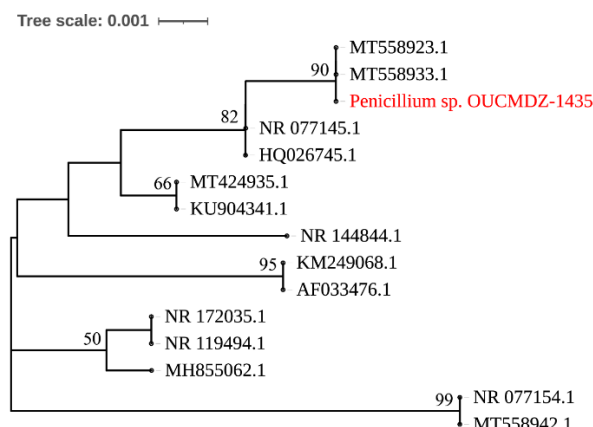 Tree scale: 0.001
MT558923.1
90
MT558933.1
Penicillium sp. OUCMDZ-1435
82
NR 077145.1
HQ026745.1
66
MT424935.1
KU904341.1
NR 144844.1
95
KM249068.1
AF033476.1
NR 172035.1
50
NR 119494.1
MH855062.1
99
NR 077154.1
MT558942.1